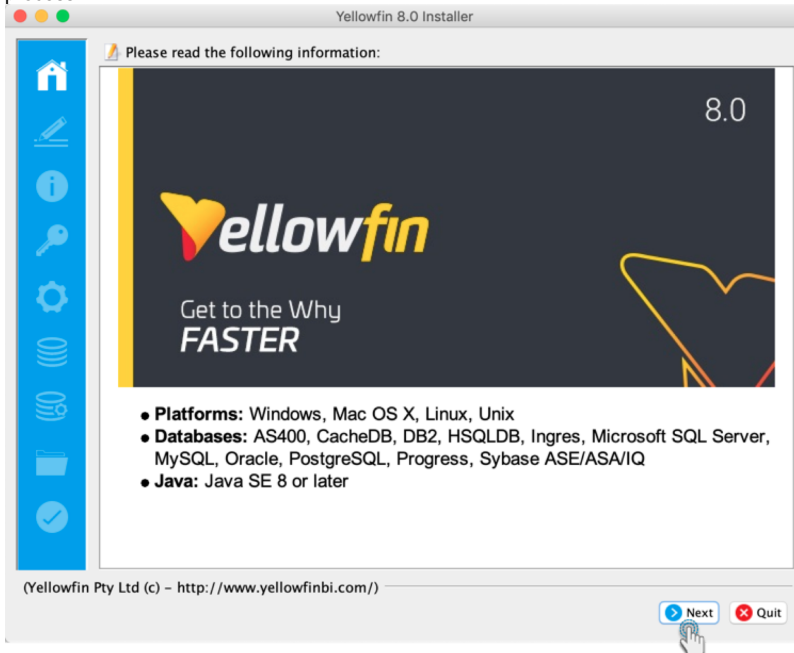 Yellowfin 8.0 Installer
Please read the following information:
8.0
Yellowfin
Get to the Why
FASTER
• Platforms: Windows, Mac OS X, Linux, Unix
• Databases: AS400, CacheDB, DB2, HSQLDB, Ingres, Microsoft SQL Server,
MySQL, Oracle, PostgreSQL, Progress, Sybase ASE/ASA/IQ
• Java: Java SE 8 or later
(Yellowfin Pty Ltd (c) – http://www.yellowfinbi.com/)
Next Quit